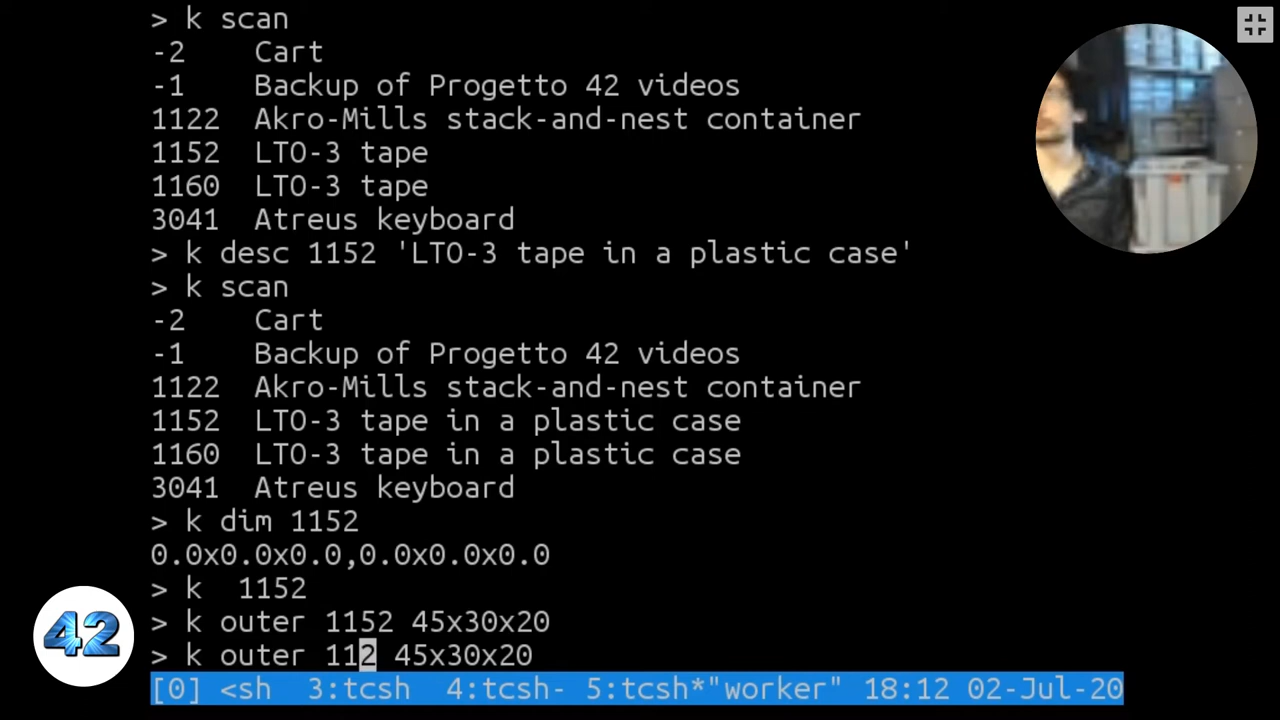 > k scan
-2    Cart
-1    Backup of Progetto 42 videos
1122  Akro-Mills stack-and-nest container
1152  LTO-3 tape
1160  LTO-3 tape
3041  Atreus keyboard
> k desc 1152 'LTO-3 tape in a plastic case'
> k scan
-2    Cart
-1    Backup of Progetto 42 videos
1122  Akro-Mills stack-and-nest container
1152  LTO-3 tape in a plastic case
1160  LTO-3 tape in a plastic case
3041  Atreus keyboard
> k dim 1152
0.0x0.0x0.0,0.0x0.0x0.0
> k  1152
> k outer 1152 45x30x20
> k outer 112 45x30x20
[0] <sh  3:tcsh  4:tcsh- 5:tcsh*"worker" 18:12 02-Jul-20
42